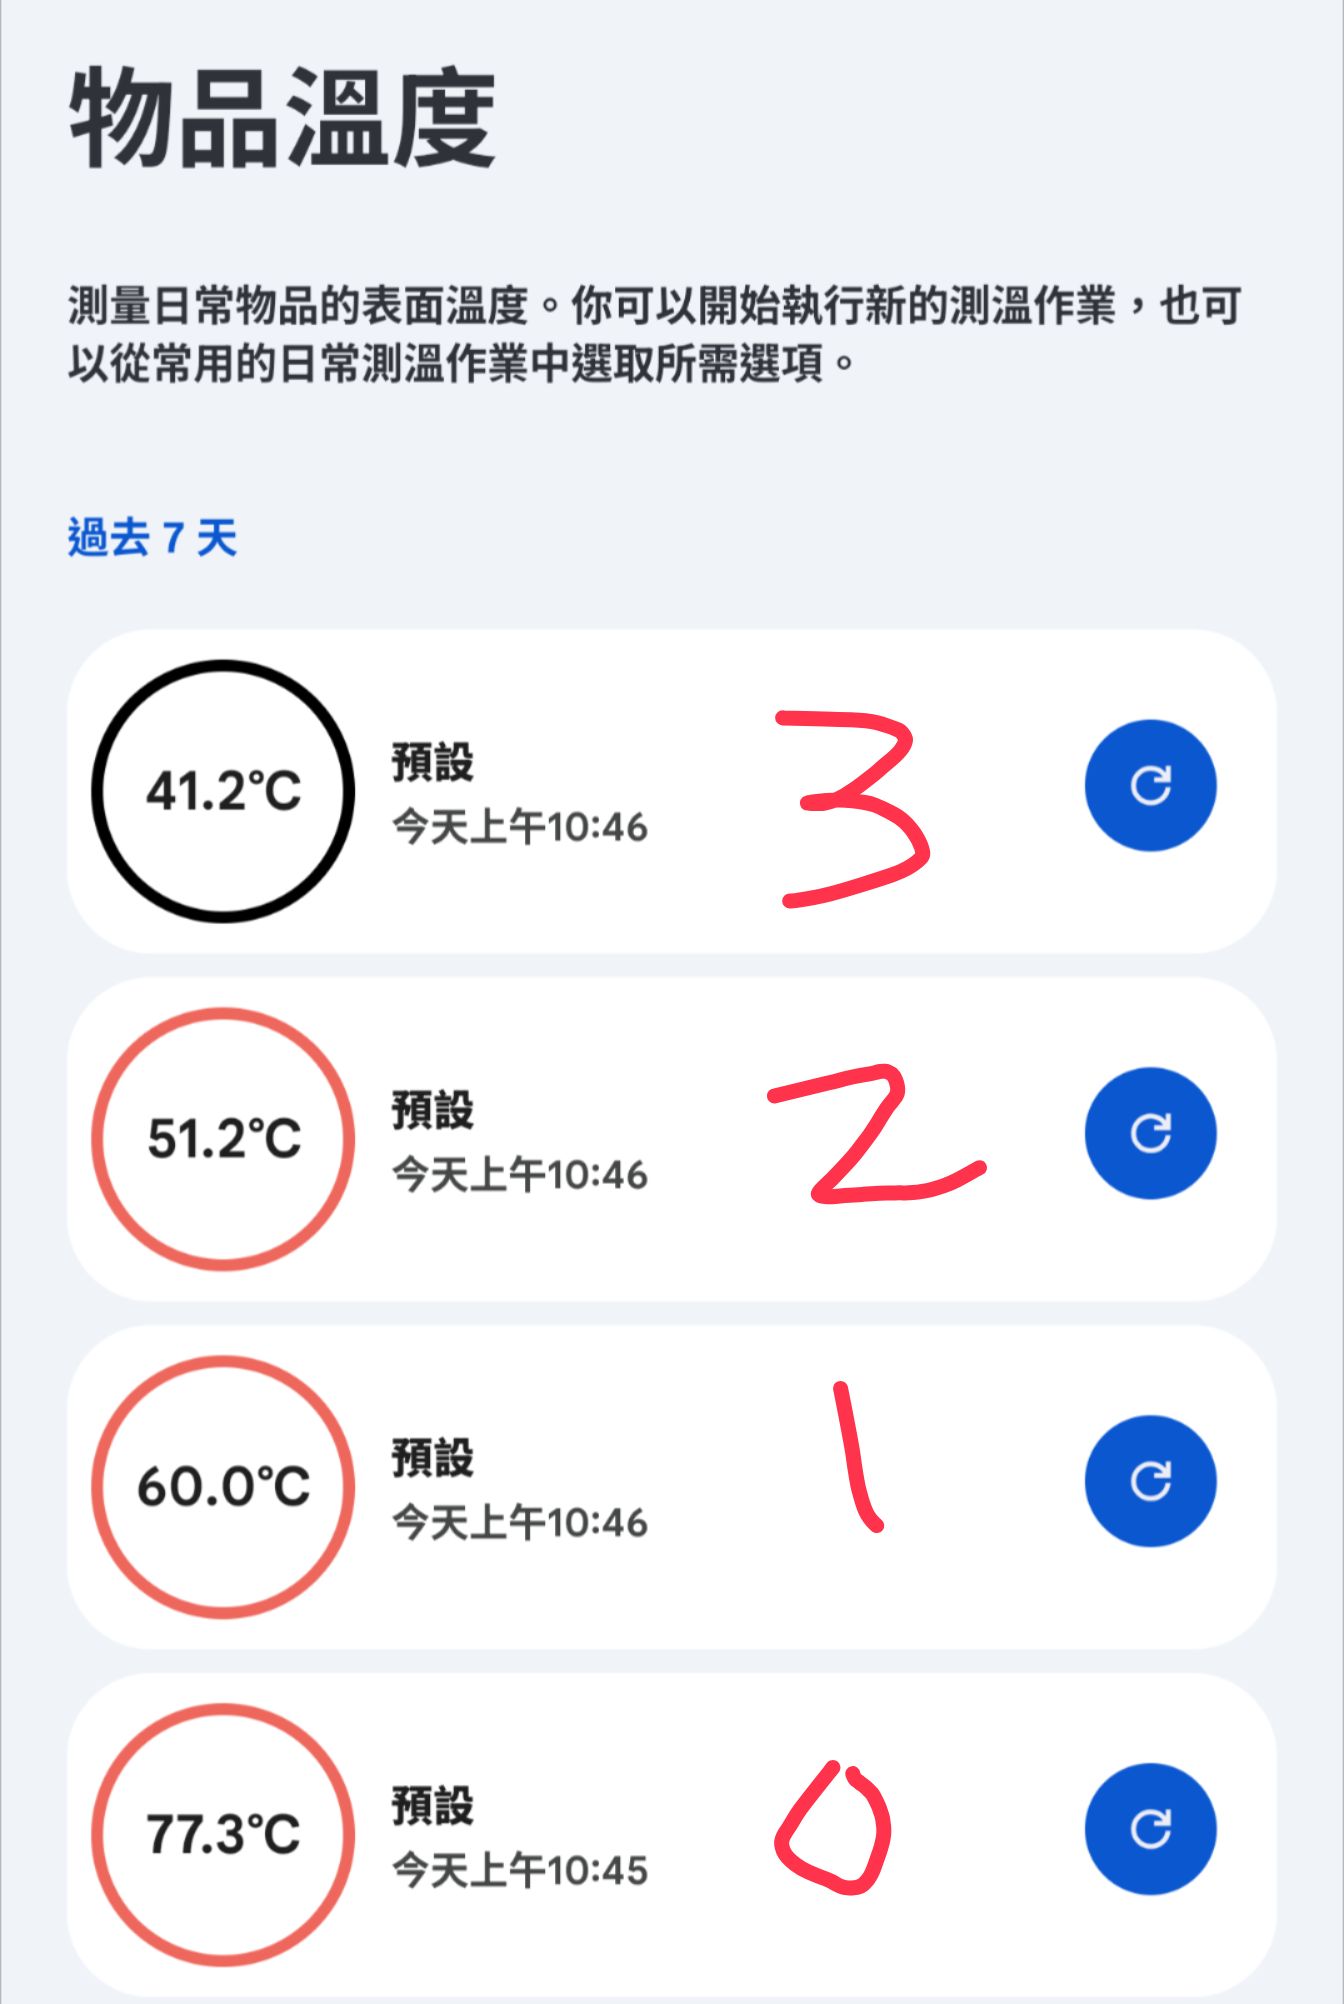 物品溫度
測量日常物品的表面溫度。你可以開始執行新的測溫作業，也可
以從常用的日常測溫作業中選取所需選項。
過去 7 天
41.2°C
預設
今天上午10:46
3
51.2°C
預設
今天上午10:46
2
60.0°C
預設
今天上午10:46
1
77.3°C
預設
今天上午10:45
0